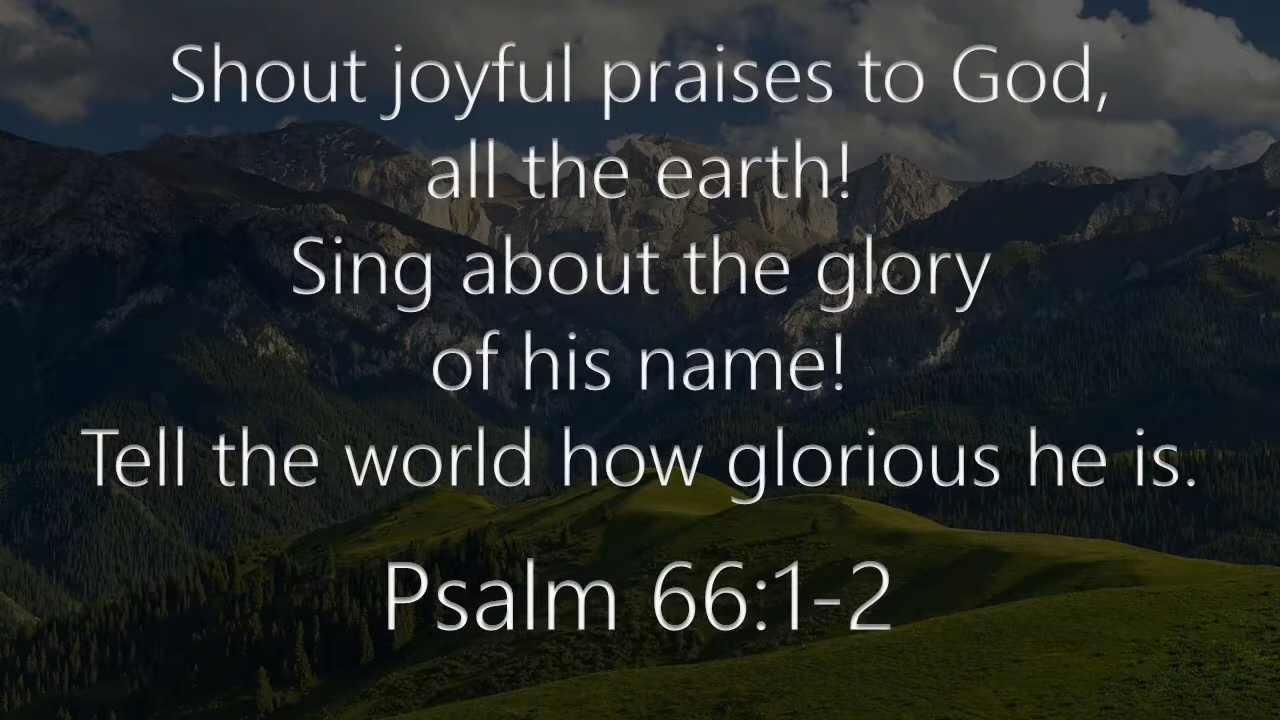 Shout joyful praises to God,
all the earth!
Sing about the glory
of his name!
Tell the world how glorious he is.
Psalm 66:1-2